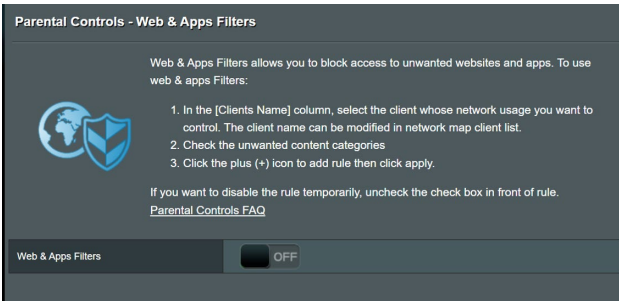 Parental Controls - Web & Apps Filters
Web & Apps Filters allows you to block access to unwanted websites and apps. To use
web & apps Filters:
1. In the [Clients Name] column, select the client whose network usage you want to
control. The client name can be modified in network map client list.
2. Check the unwanted content categories
3. Click the plus (+) icon to add rule then click apply.
If you want to disable the rule temporarily, uncheck the check box in front of rule.
Parental Controls FAQ
Web & Apps Filters
OFF